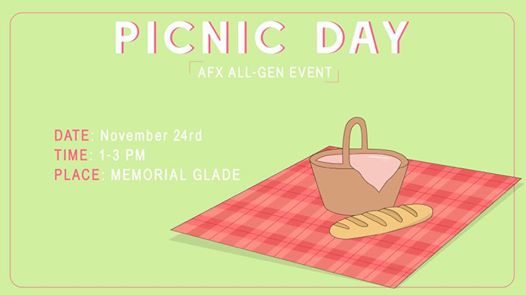 PICNIC DAY
AFX ALL-GEN EVENT
DATE: November 24rd
TIME: 1-3 PM
PLACE: MEMORIAL GLADE